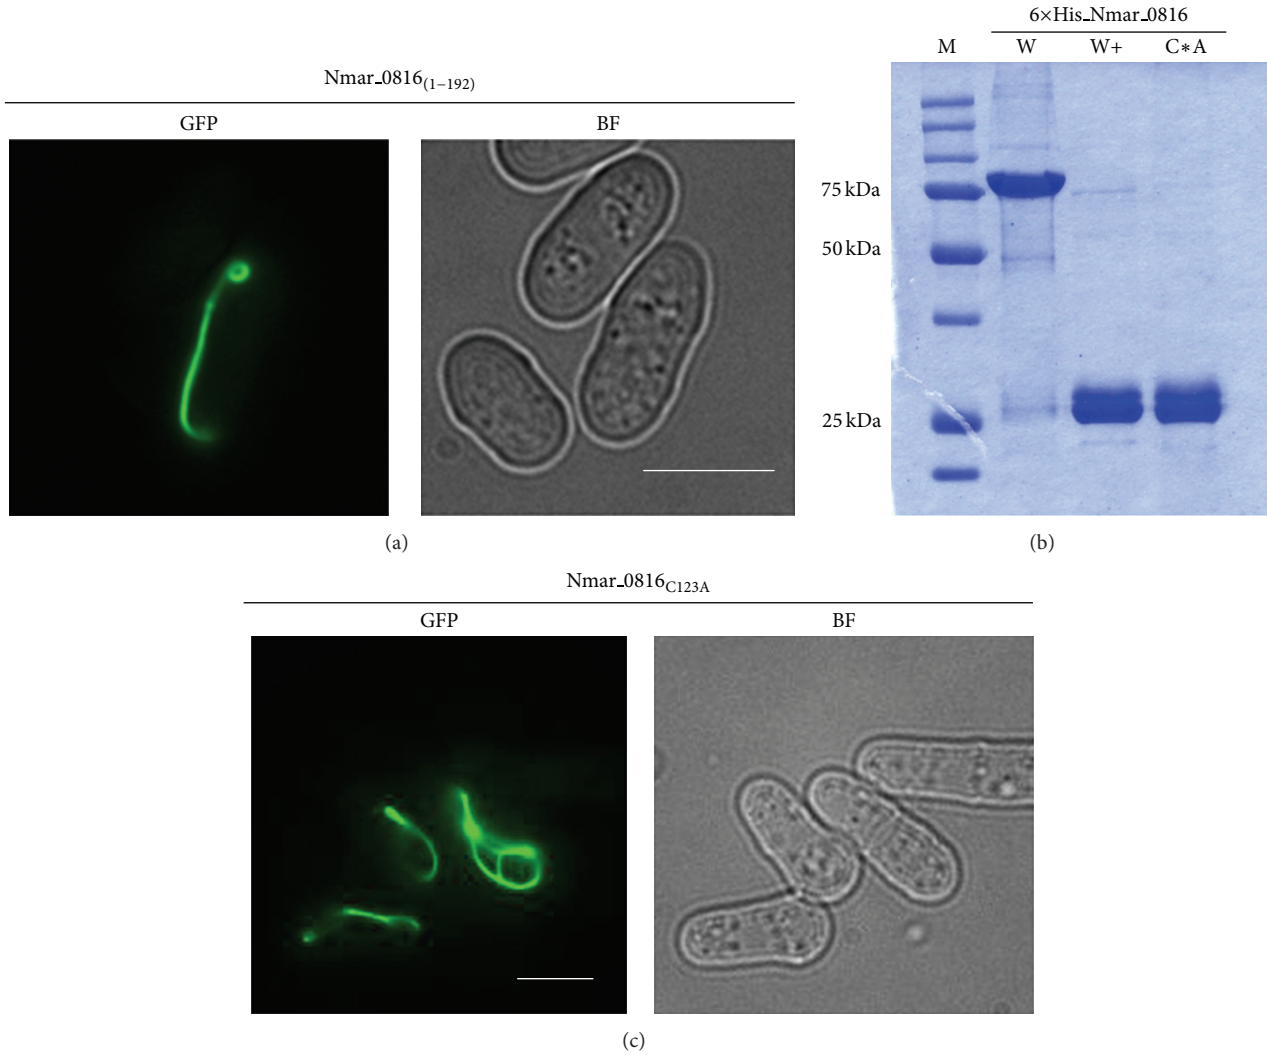 Nmar_0816(1–192)
GFP BF
(a)
6×His_Nmar_0816
M W W+ C∗A
75 kDa
50 kDa
25 kDa
(b)
Nmar_0816C123A
GFP BF
(c)